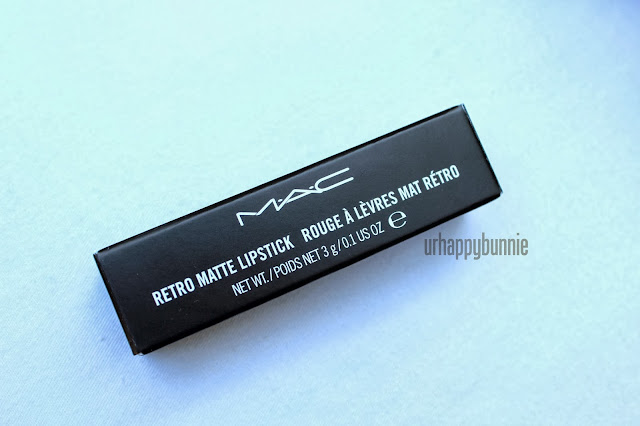 MAC
RETRO MATTE LIPSTICK ROUGE À LÈVRES MAT RÉTRO
NET WT./POIDS NET 3 g/0.1 US OZ ℮
urhappybunnie